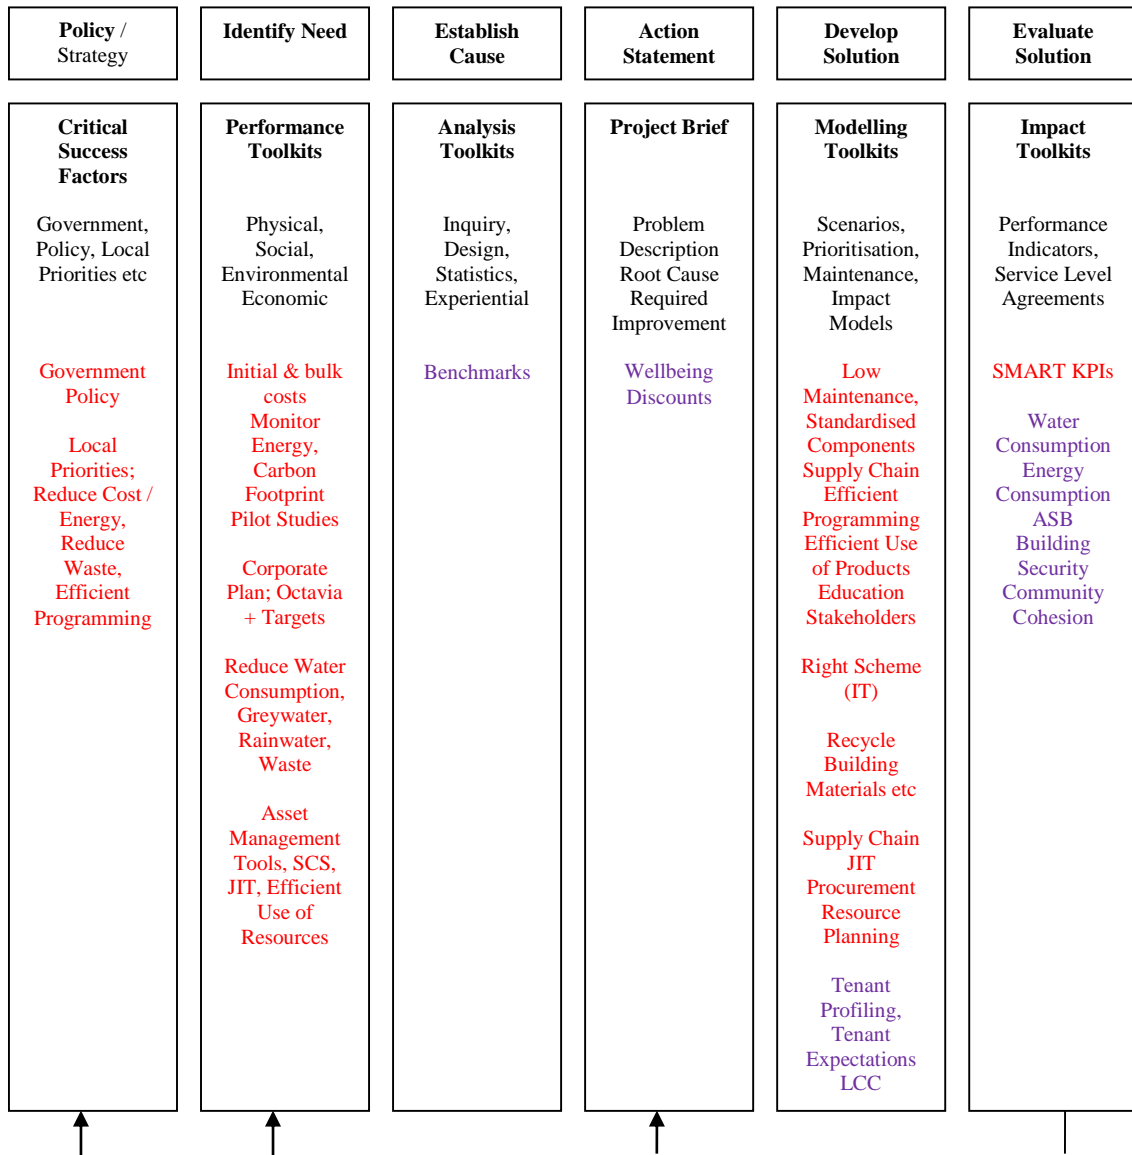 Policy /
Strategy
Identify Need
Establish
Cause
Action
Statement
Develop
Solution
Evaluate
Solution
Critical
Success
Factors
Government,
Policy, Local
Priorities etc
Government
Policy
Local
Priorities;
Reduce Cost /
Energy,
Reduce
Waste,
Efficient
Programming
Performance
Toolkits
Physical,
Social,
Environmental
Economic
Initial & bulk
costs
Monitor
Energy,
Carbon
Footprint
Pilot Studies
Corporate
Plan; Octavia
+ Targets
Reduce Water
Consumption,
Greywater,
Rainwater,
Waste
Asset
Management
Tools, SCS,
JIT, Efficient
Use of
Resources
Analysis
Toolkits
Inquiry,
Design,
Statistics,
Experiential
Benchmarks
Project Brief
Problem
Description
Root Cause
Required
Improvement
Wellbeing
Discounts
Modelling
Toolkits
Scenarios,
Prioritisation,
Maintenance,
Impact
Models
Low
Maintenance,
Standardised
Components
Supply Chain
Efficient
Programming
Efficient Use
of Products
Education
Stakeholders
Right Scheme
(IT)
Recycle
Building
Materials etc
Supply Chain
JIT
Procurement
Resource
Planning
Tenant
Profiling,
Tenant
Expectations
LCC
Impact
Toolkits
Performance
Indicators,
Service Level
Agreements
SMART KPIs
Water
Consumption
Energy
Consumption
ASB
Building
Security
Community
Cohesion